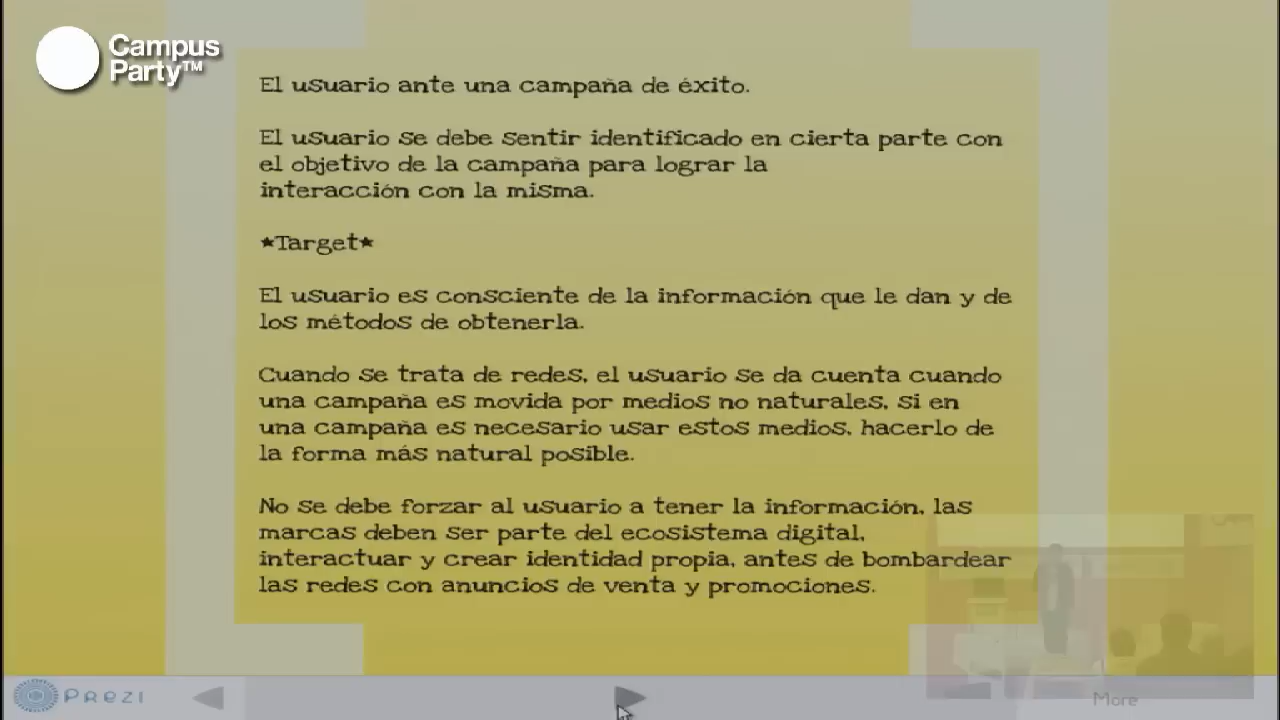 Campus
Party™
El usuario ante una campaña de éxito.
El usuario se debe sentir identificado en cierta parte con
el objetivo de la campaña para lograr la
interacción con la misma.
*Target*
El usuario es consciente de la información que le dan y de
los métodos de obtenerla.
Cuando se trata de redes, el usuario se da cuenta cuando
una campaña es movida por medios no naturales, si en
una campaña es necesario usar estos medios, hacerlo de
la forma más natural posible.
No se debe forzar al usuario a tener la información, las
marcas deben ser parte del ecosistema digital,
interactuar y crear identidad propia, antes de bombardear
las redes con anuncios de venta y promociones.
Prezi
More